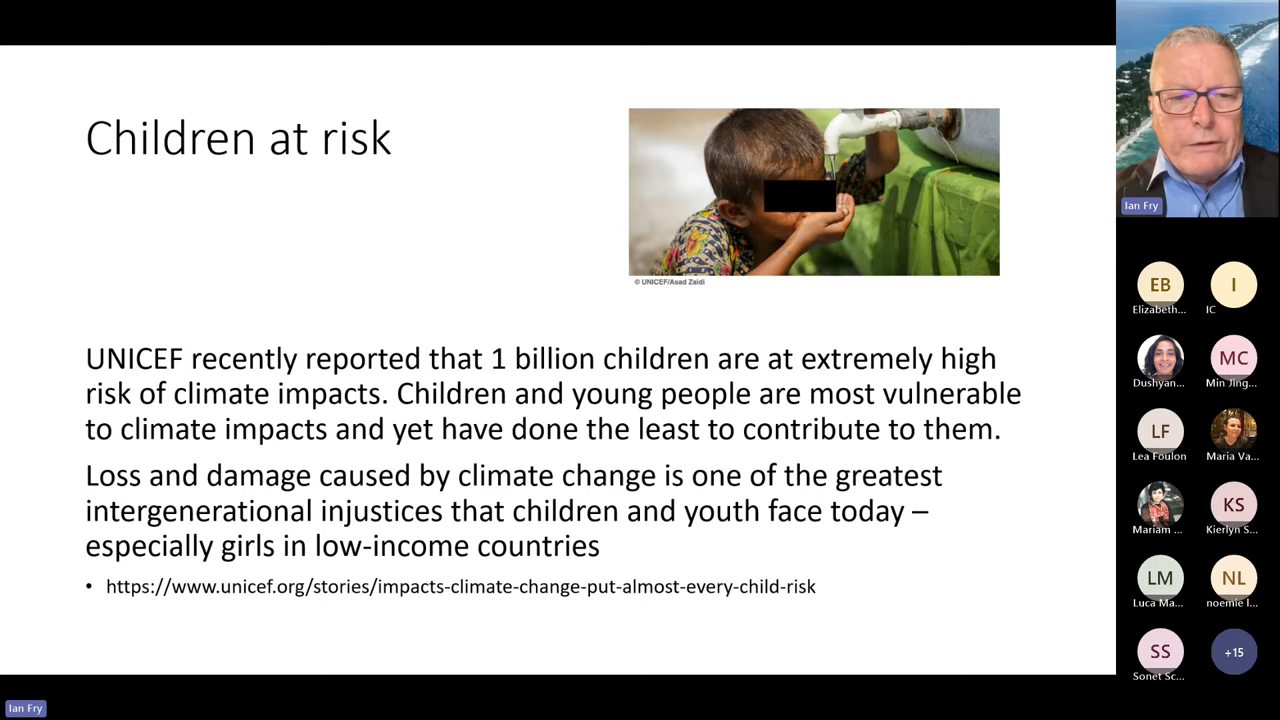 Children at risk
© UNICEF/Asad Zaidi
UNICEF recently reported that 1 billion children are at extremely high
risk of climate impacts. Children and young people are most vulnerable
to climate impacts and yet have done the least to contribute to them.
Loss and damage caused by climate change is one of the greatest
intergenerational injustices that children and youth face today –
especially girls in low-income countries
• https://www.unicef.org/stories/impacts-climate-change-put-almost-every-child-risk
Ian Fry
EB
Elizabeth...
I
IC
Dushyan...
MC
Min Jing...
LF
Lea Foulon
Maria Va...
Mariam ...
KS
Kierlyn S...
LM
Luca Ma...
NL
noemie l...
SS
Sonet Sc...
+15
Ian Fry